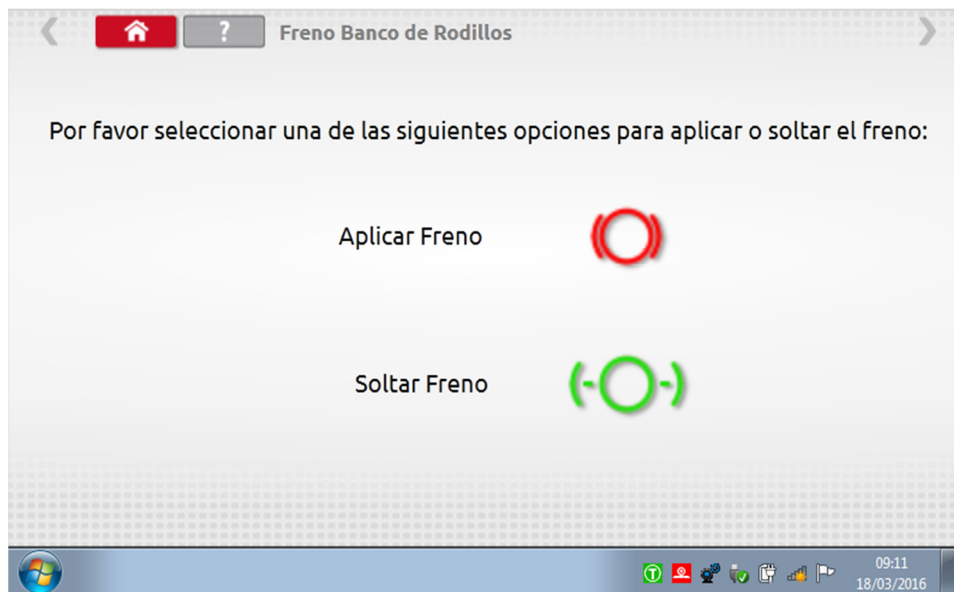 ? Freno Banco de Rodillos
Por favor seleccionar una de las siguientes opciones para aplicar o soltar el freno:
Aplicar Freno
Soltar Freno
09:11
18/03/2016